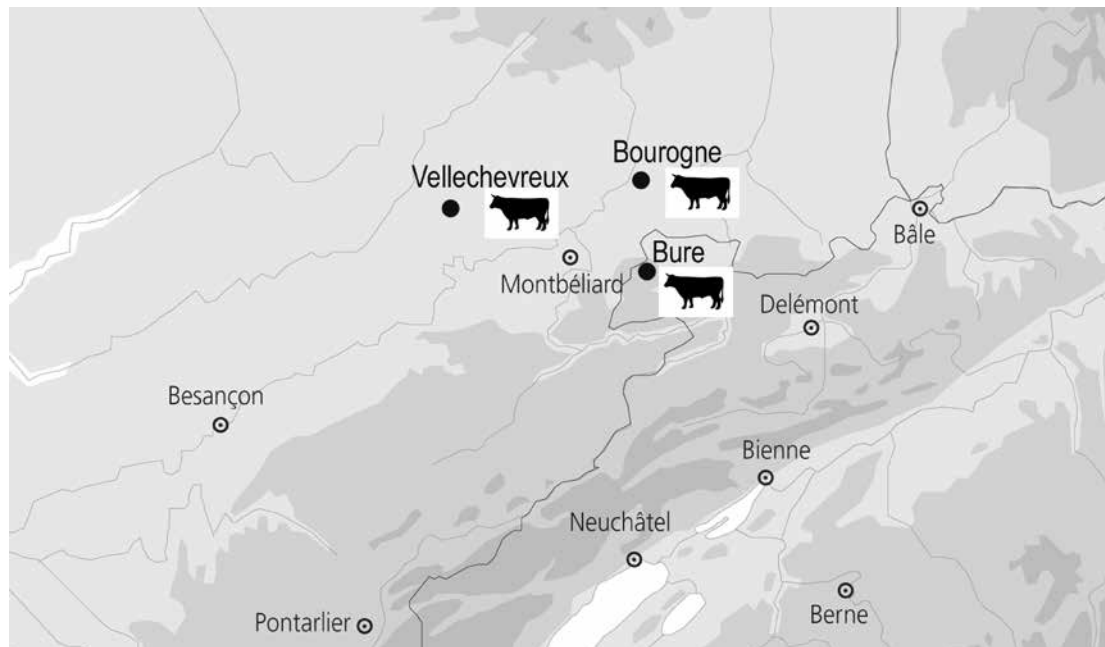 Bourogne
Vellechevreux
Bâle
Bure
Montbéliard
Delémont
Besançon
Bienne
Neuchâtel
Berne
Pontarlier